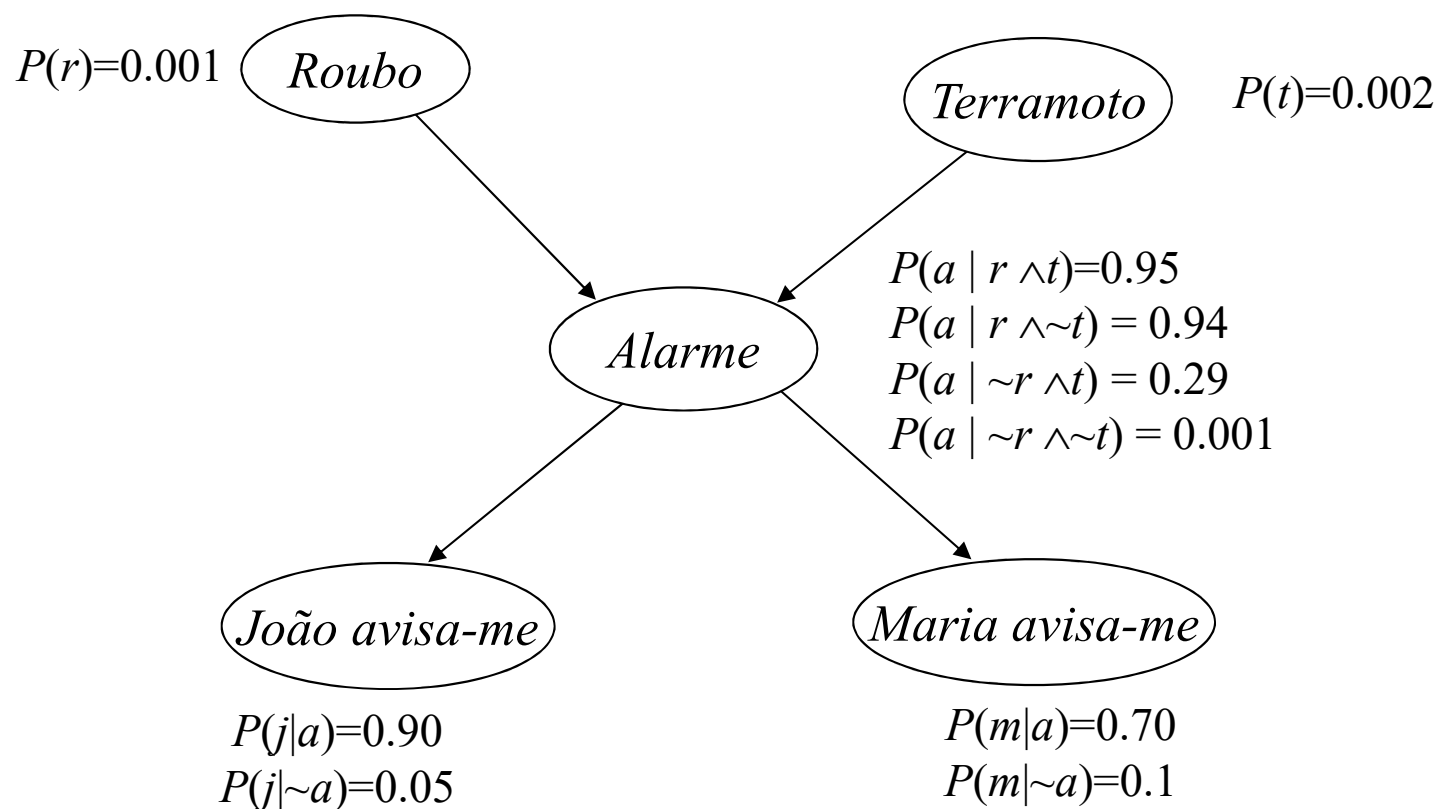 P(r)=0.001
Roubo
Terramoto
P(t)=0.002
Alarme
P(a | r ∧t)=0.95
P(a | r ∧~t) = 0.94
P(a | ~r ∧t) = 0.29
P(a | ~r ∧~t) = 0.001
João avisa-me
P(j|a)=0.90
P(j|~a)=0.05
Maria avisa-me
P(m|a)=0.70
P(m|~a)=0.1